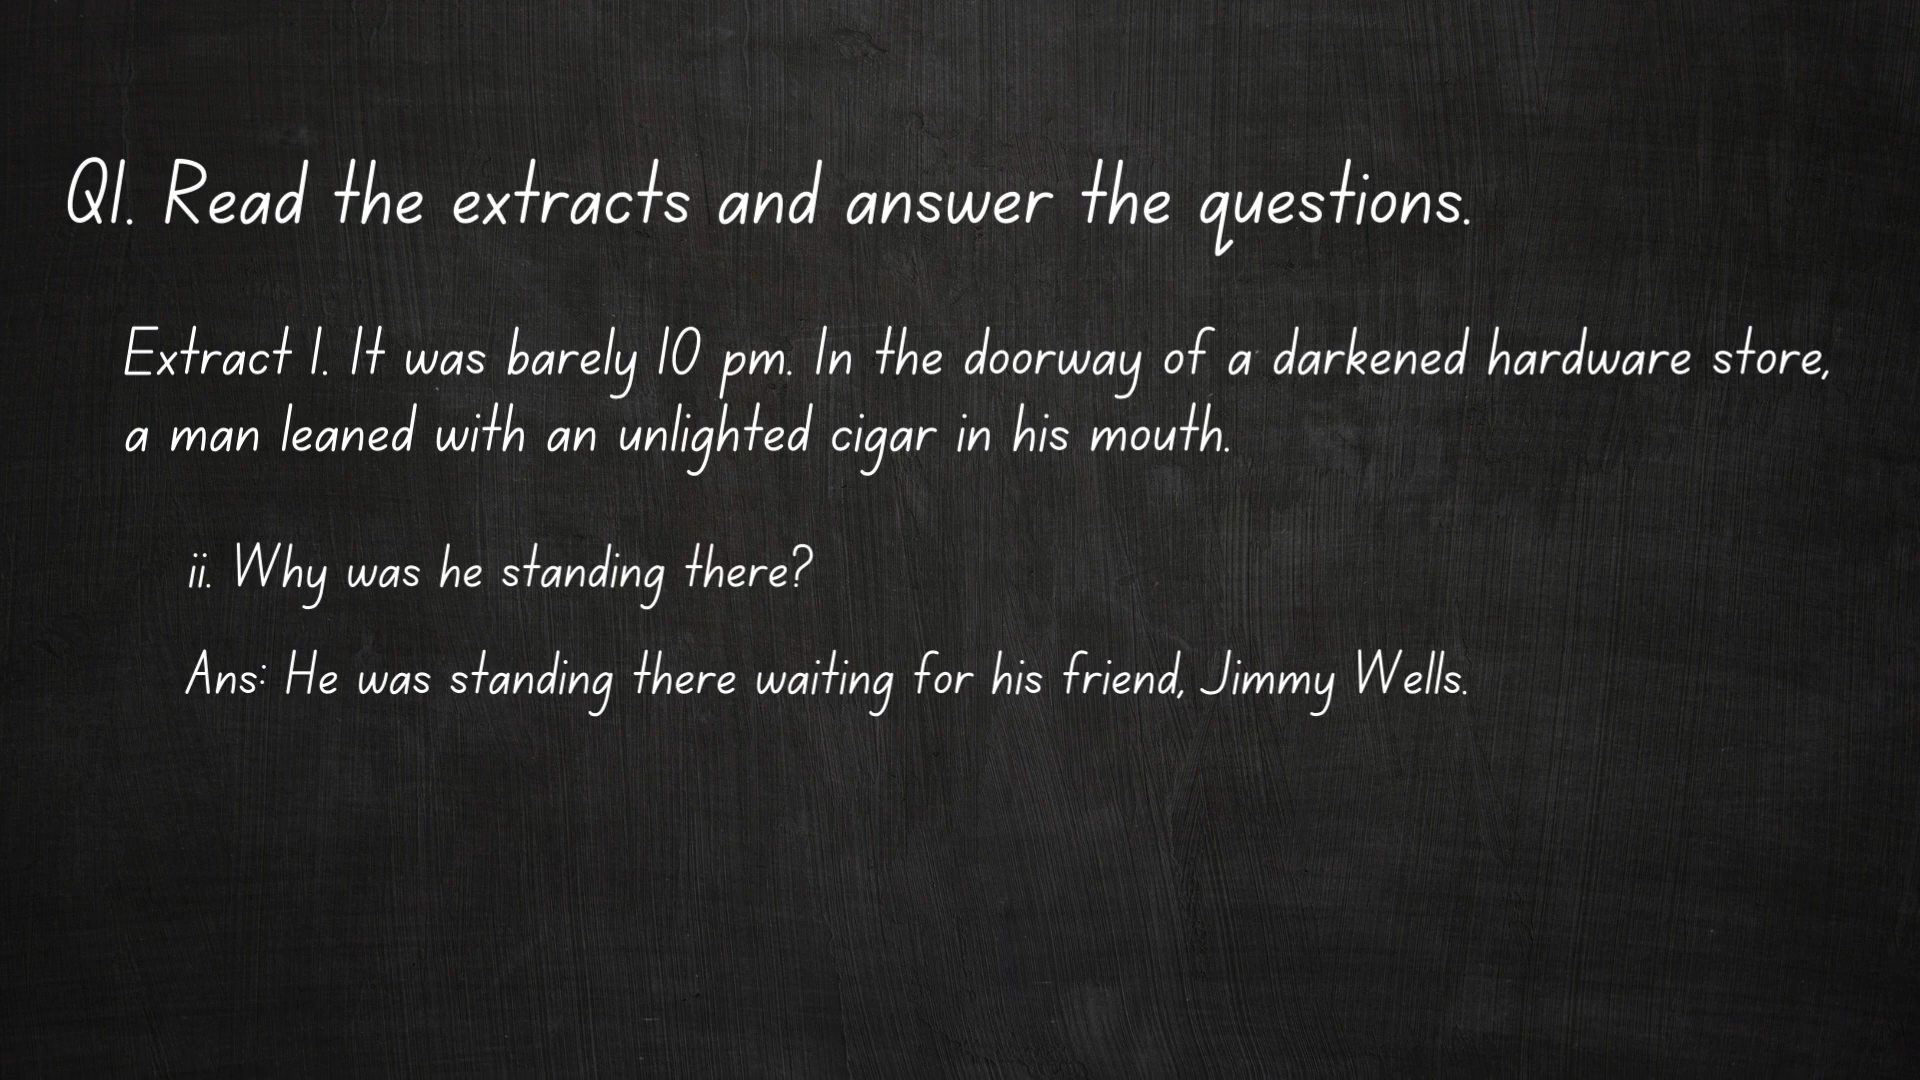 Q1. Read the extracts and answer the questions.
Extract 1. It was barely 10 pm. In the doorway of a darkened hardware store,
a man leaned with an unlighted cigar in his mouth.
ii. Why was he standing there?
Ans: He was standing there waiting for his friend, Jimmy Wells.